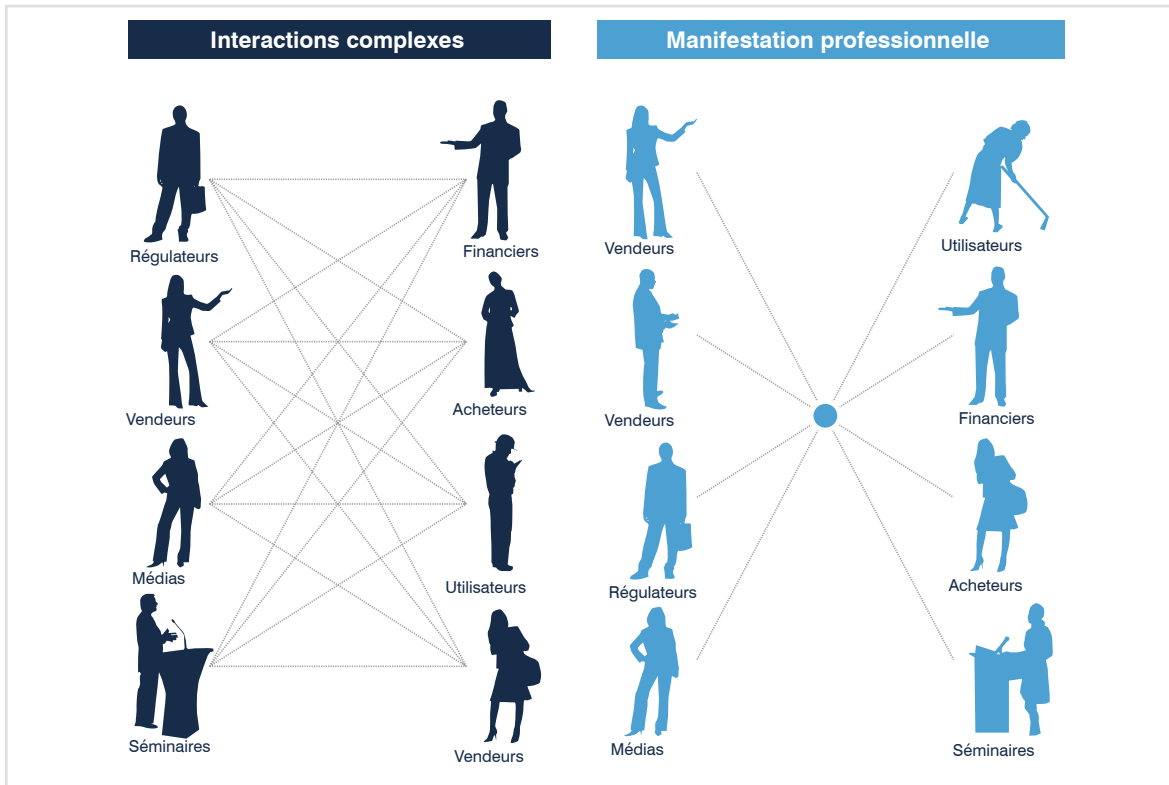 Interactions complexes
Manifestation professionnelle
Régulateurs
Financiers
Vendeurs
Acheteurs
Médias
Utilisateurs
Séminaires
Vendeurs
Vendeurs
Utilisateurs
Vendeurs
Financiers
Régulateurs
Acheteurs
Médias
Séminaires